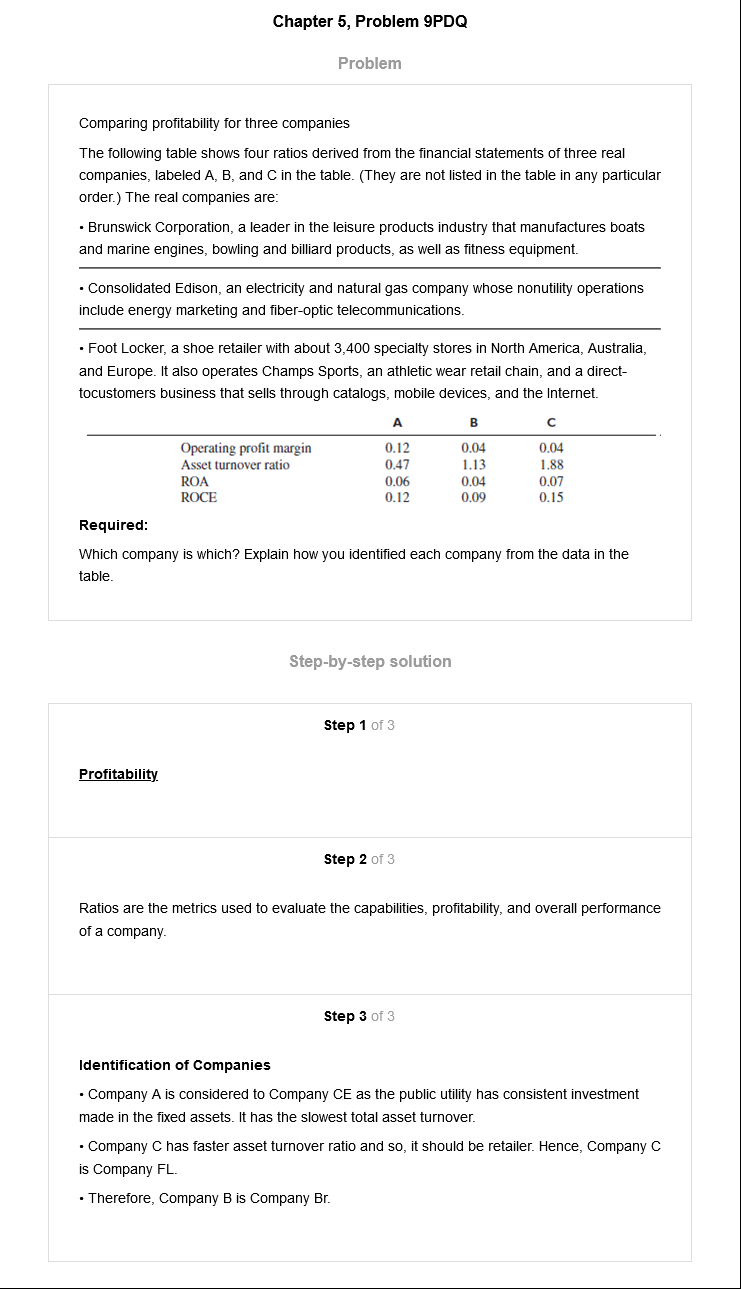 Chapter 5, Problem 9PDQ
Problem
Comparing profitability for three companies
The following table shows four ratios derived from the financial statements of three real
companies, labeled A, B, and C in the table. (They are not listed in the table in any particular
order.) The real companies are:
• Brunswick Corporation, a leader in the leisure products industry that manufactures boats
and marine engines, bowling and billiard products, as well as fitness equipment.
• Consolidated Edison, an electricity and natural gas company whose nonutility operations
include energy marketing and fiber-optic telecommunications.
• Foot Locker, a shoe retailer with about 3,400 specialty stores in North America, Australia,
and Europe. It also operates Champs Sports, an athletic wear retail chain, and a direct-
tocustomers business that sells through catalogs, mobile devices, and the Internet.
A B C
Operating profit margin 0.12 0.04 0.04
Asset turnover ratio 0.47 1.13 1.88
ROA 0.06 0.04 0.07
ROCE 0.12 0.09 0.15
Required:
Which company is which? Explain how you identified each company from the data in the
table.
Step-by-step solution
Step 1 of 3
Profitability
Step 2 of 3
Ratios are the metrics used to evaluate the capabilities, profitability, and overall performance
of a company.
Step 3 of 3
Identification of Companies
• Company A is considered to Company CE as the public utility has consistent investment
made in the fixed assets. It has the slowest total asset turnover.
• Company C has faster asset turnover ratio and so, it should be retailer. Hence, Company C
is Company FL.
• Therefore, Company B is Company Br.